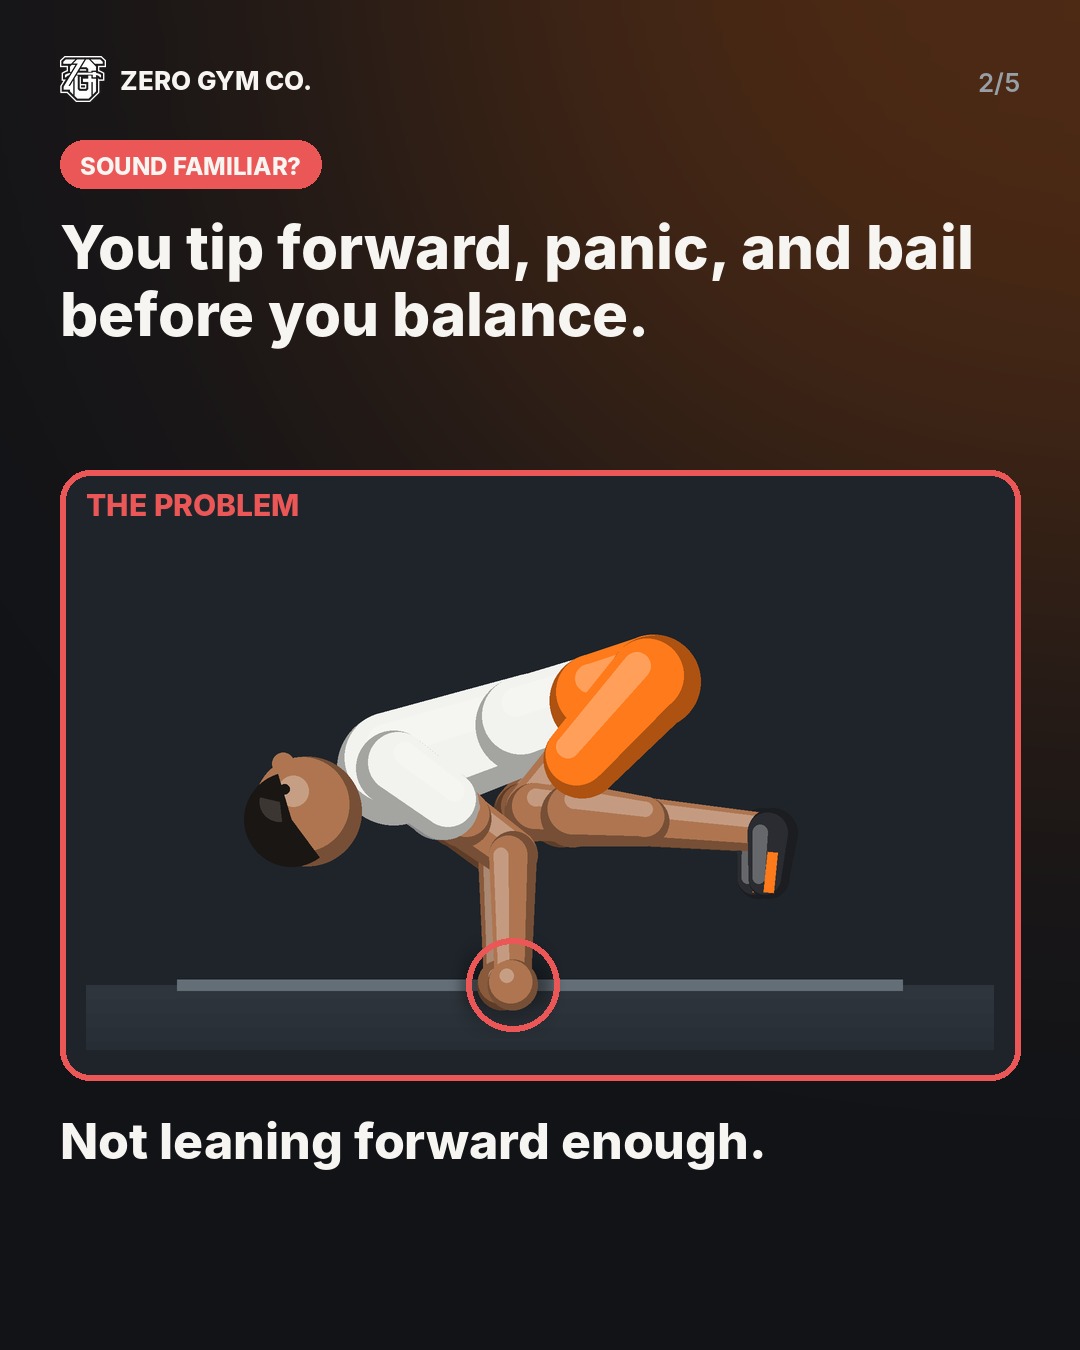 ZERO GYM CO.
2/5
SOUND FAMILIAR?
You tip forward, panic, and bail
before you balance.
THE PROBLEM
Not leaning forward enough.